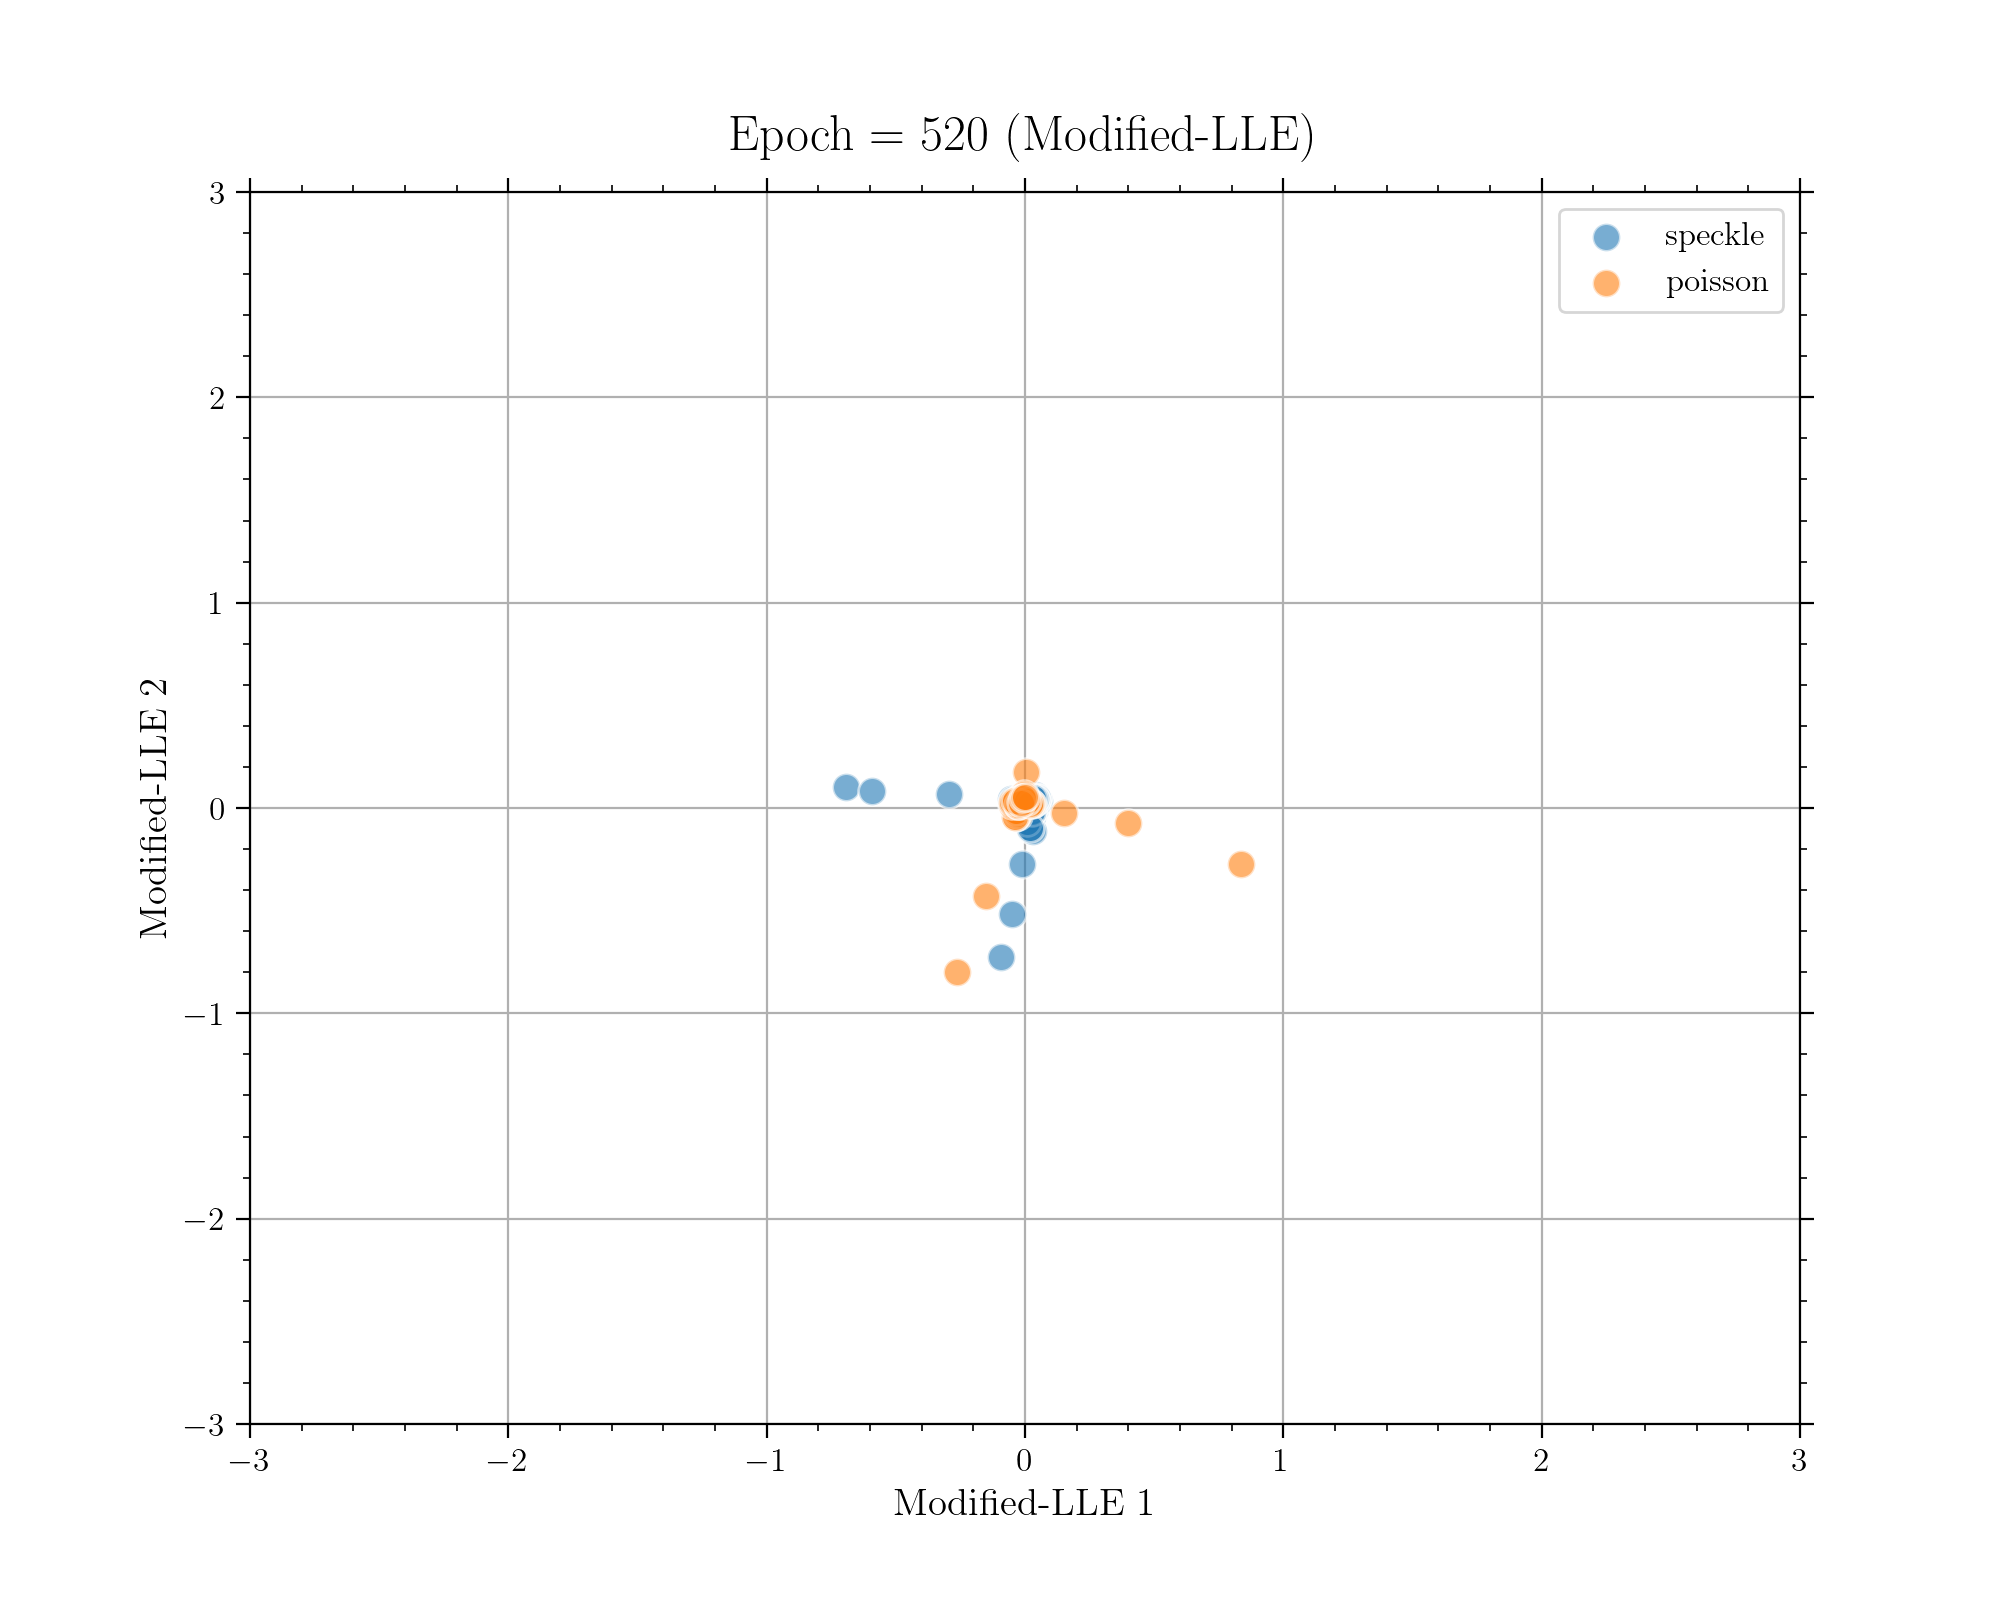 Epoch = 520 (Modified-LLE)
speckle
poisson
3
2
1
0
−1
−2
−3
Modified-LLE 2
−3
−2
−1
0
1
2
3
Modified-LLE 1